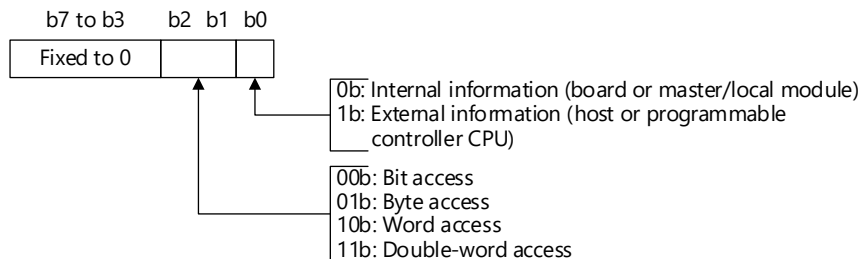 b7 to b3 b2 b1 b0
Fixed to 0
0b: Internal information (board or master/local module)
1b: External information (host or programmable
controller CPU)
00b: Bit access
01b: Byte access
10b: Word access
11b: Double-word access